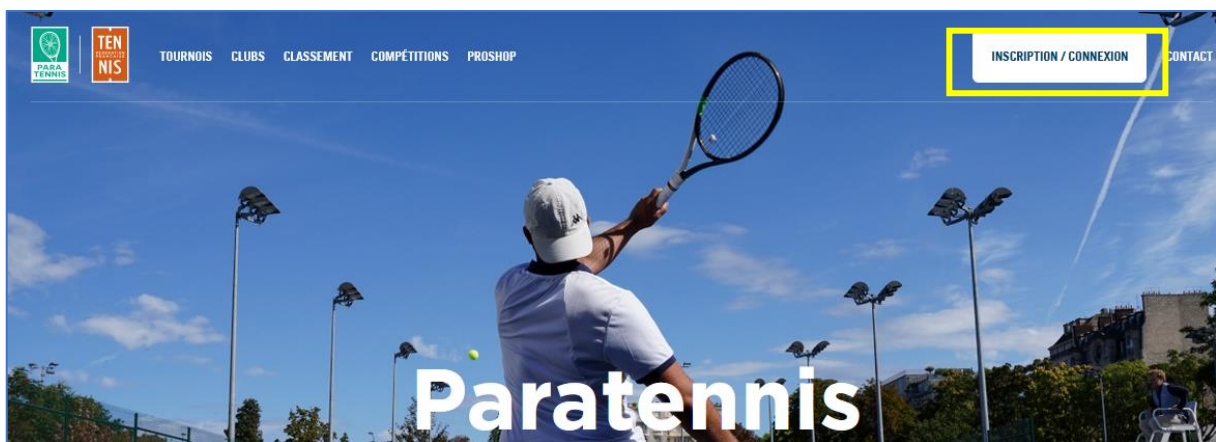 PARA
TENNIS
TEN
NIS
TOURNOIS CLUBS CLASSEMENT COMPÉTITIONS PROSHOP
INSCRIPTION / CONNEXION
CONTACT
Paratennis